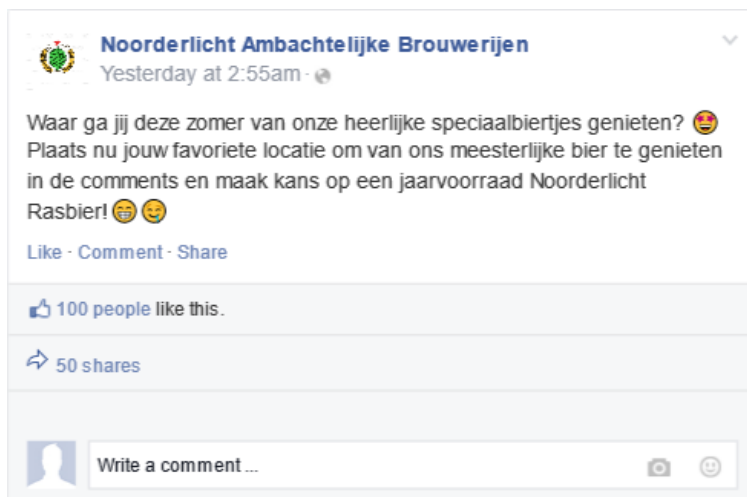 Noorderlicht Ambachtelijke Brouwerijen
Yesterday at 2:55am ·
Waar ga jij deze zomer van onze heerlijke speciaalbiertjes genieten? 🤩
Plaats nu jouw favoriete locatie om van ons meesterlijke bier te genieten
in de comments en maak kans op een jaarvoorraad Noorderlicht
Rasbier! 😁 🤤
Like · Comment · Share
100 people like this.
50 shares
Write a comment ...